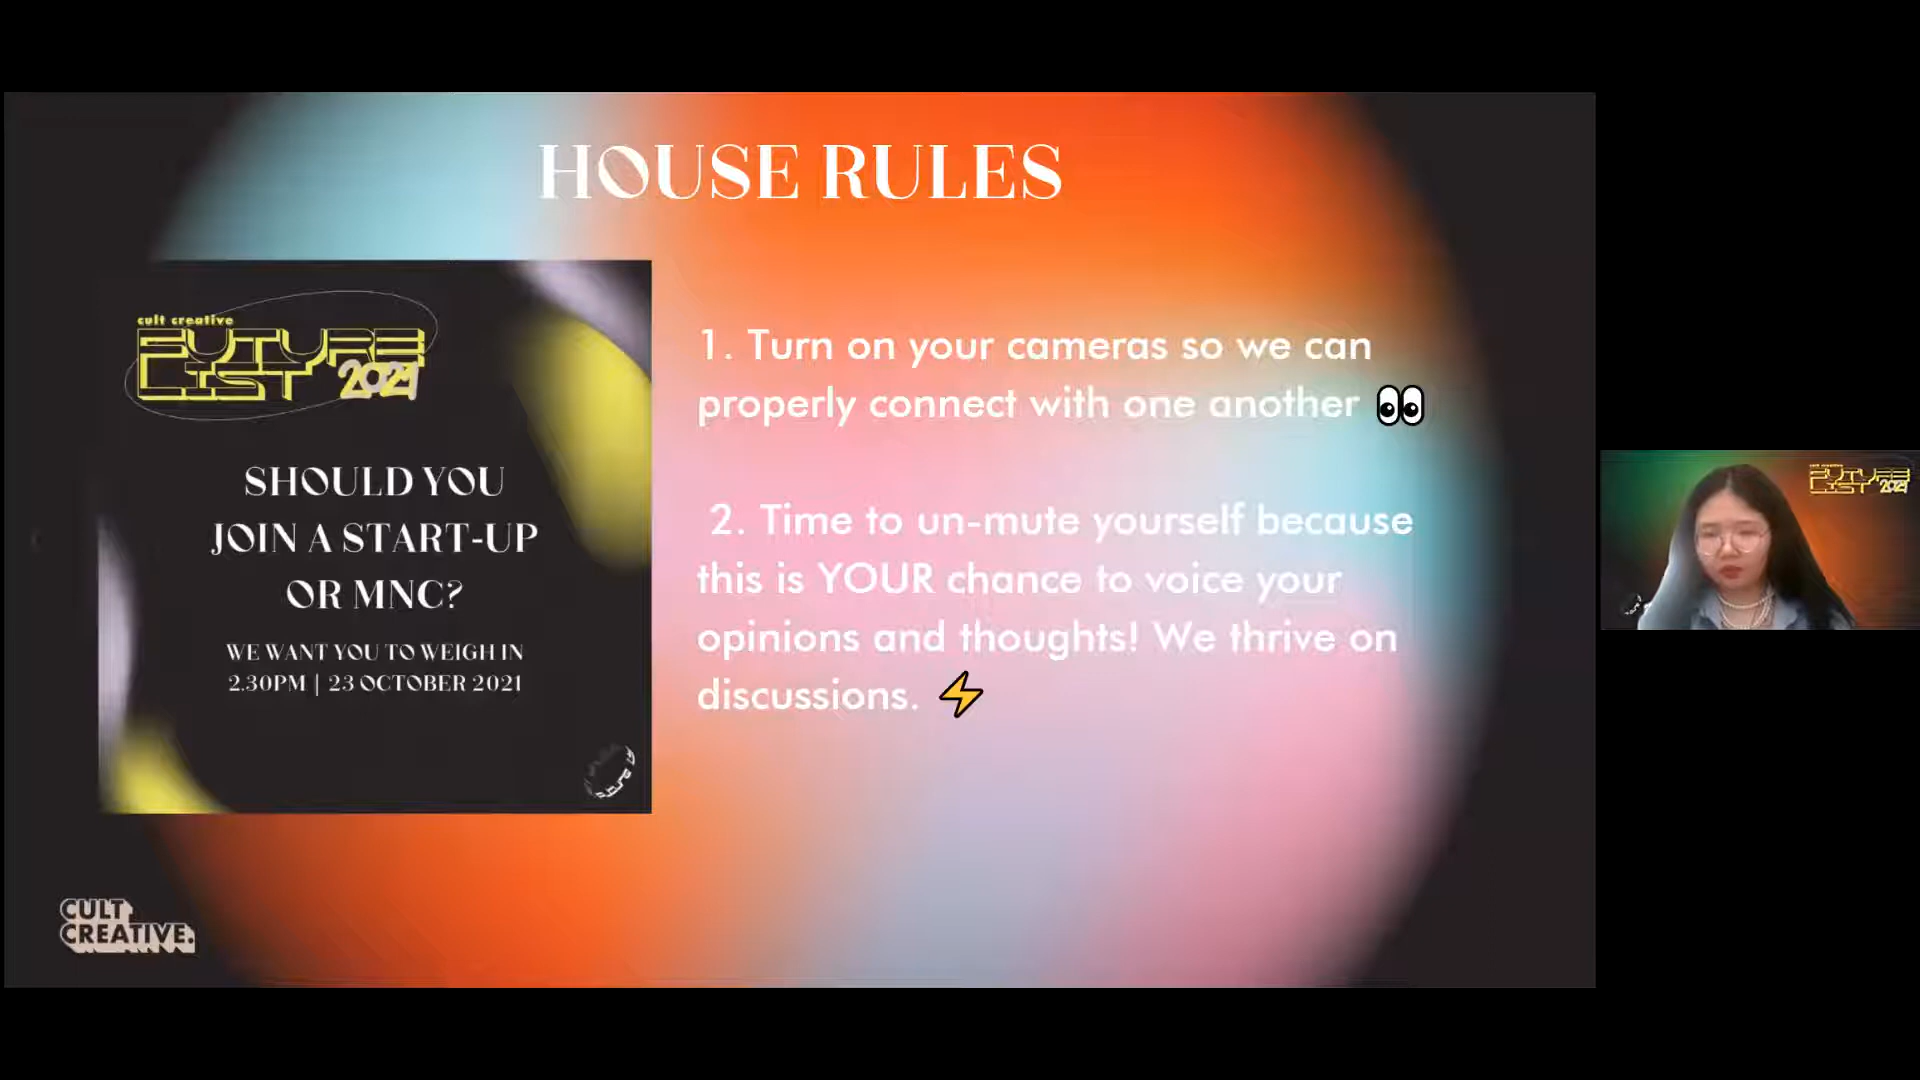 HOUSE RULES
cult creative
FUTURE
LIST 2021
SHOULD YOU
JOIN A START-UP
OR MNC?
WE WANT YOU TO WEIGH IN
2.30PM | 23 OCTOBER 2021
1. Turn on your cameras so we can
properly connect with one another 👀
2. Time to un-mute yourself because
this is YOUR chance to voice your
opinions and thoughts! We thrive on
discussions. ⚡
CULT
CREATIVE.
FUTURE
LIST 2021